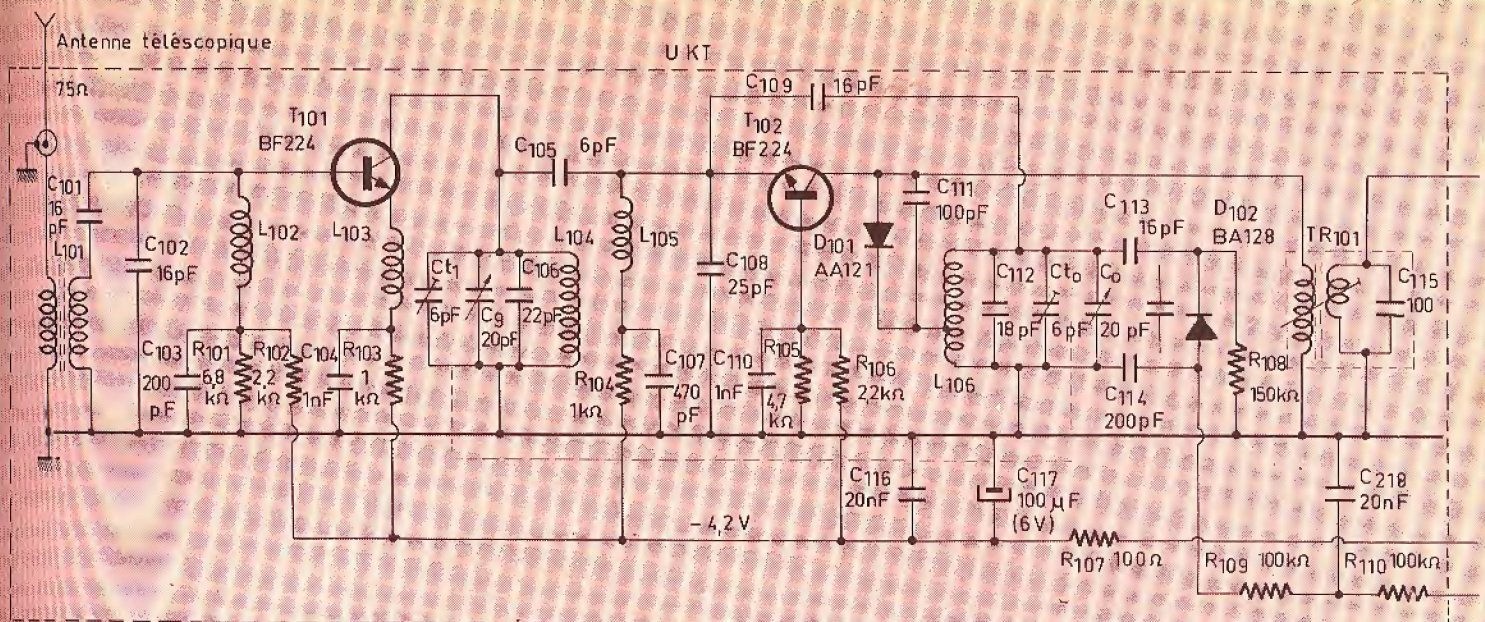 Antenne téléscopique
UKT
75Ω
T101
BF224
C109 16pF
T102
BF224
C105 6pF
C101
16
pF
L101
C102
16pF
L102
L103
Ct1
6pF
C9
20pF
C106
22pF
L104
L105
C108
25pF
D101
AA121
C111
100pF
C112
18pF
Ct0
6pF
C0
20 pF
C113
16pF
D102
BA128
TR101
C115
100
C103
200
pF
R101
6,8
kΩ
R102
2,2
kΩ
C104
1nF
R103
1
kΩ
R104
1kΩ
C107
470
pF
C110
1nF
R105
4,7
kΩ
R106
2,2kΩ
L106
C114
200pF
R108
150kΩ
C116
20nF
C117
100 µF
(6V)
C218
20nF
-4,2V
R107 100Ω
R109 100kΩ
R110 100kΩ